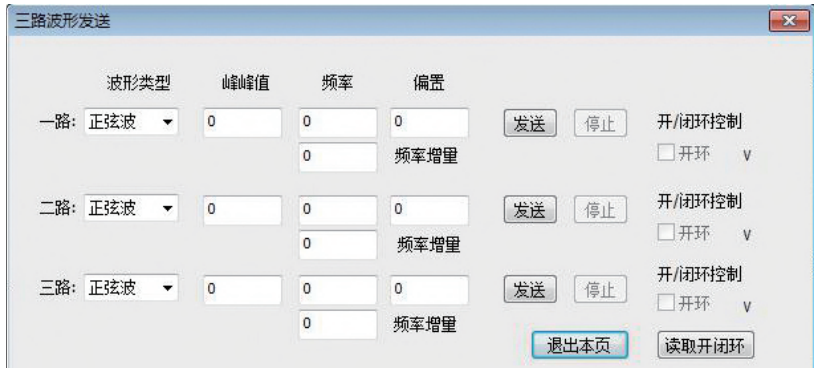 三路波形发送
波形类型 峰峰值 频率 偏置
一路: 正弦波 0 0 0 发送 停止 开/闭环控制
0 频率增量 开环 V
二路: 正弦波 0 0 0 发送 停止 开/闭环控制
0 频率增量 开环 V
三路: 正弦波 0 0 0 发送 停止 开/闭环控制
0 频率增量 开环 V
退出本页 读取开闭环